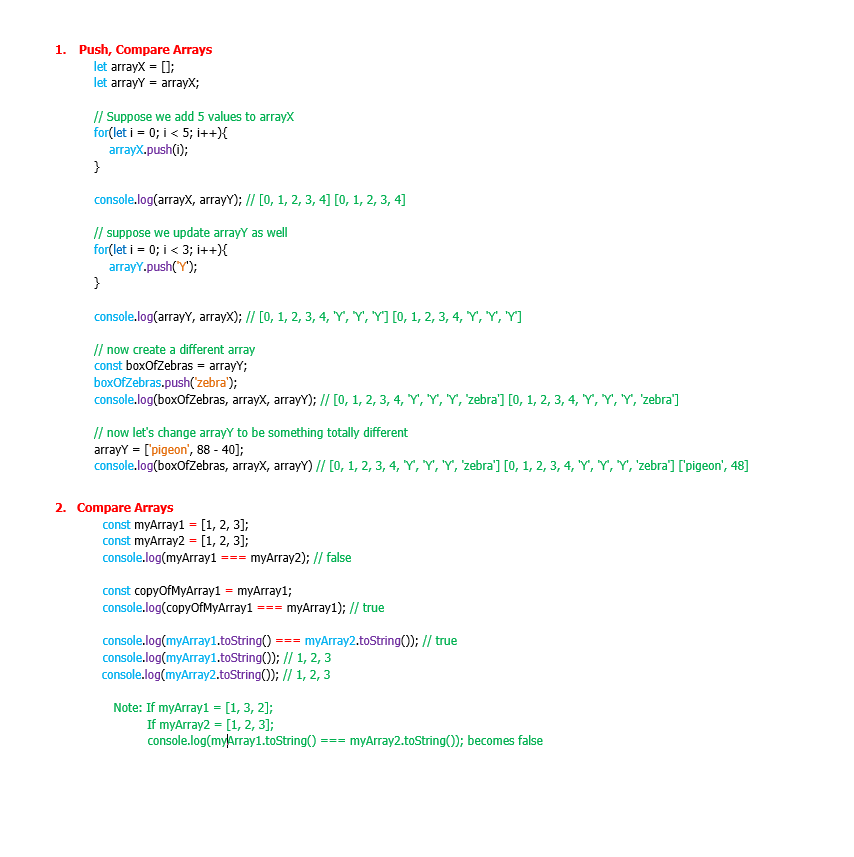 1. Push, Compare Arrays
let arrayX = [];
let arrayY = arrayX;
// Suppose we add 5 values to arrayX
for(let i = 0; i < 5; i++){
arrayX.push(i);
}
console.log(arrayX, arrayY); // [0, 1, 2, 3, 4] [0, 1, 2, 3, 4]
// suppose we update arrayY as well
for(let i = 0; i < 3; i++){
arrayY.push('Y');
}
console.log(arrayY, arrayX); // [0, 1, 2, 3, 4, 'Y', 'Y', 'Y'] [0, 1, 2, 3, 4, 'Y', 'Y', 'Y']
// now create a different array
const boxOfZebras = arrayY;
boxOfZebras.push('zebra');
console.log(boxOfZebras, arrayX, arrayY); // [0, 1, 2, 3, 4, 'Y', 'Y', 'Y', 'zebra'] [0, 1, 2, 3, 4, 'Y', 'Y', 'Y', 'zebra']
// now let's change arrayY to be something totally different
arrayY = ['pigeon', 88 - 40];
console.log(boxOfZebras, arrayX, arrayY) // [0, 1, 2, 3, 4, 'Y', 'Y', 'Y', 'zebra'] [0, 1, 2, 3, 4, 'Y', 'Y', 'Y', 'zebra'] ['pigeon', 48]
2. Compare Arrays
const myArray1 = [1, 2, 3];
const myArray2 = [1, 2, 3];
console.log(myArray1 === myArray2); // false
const copyOfMyArray1 = myArray1;
console.log(copyOfMyArray1 === myArray1); // true
console.log(myArray1.toString() === myArray2.toString()); // true
console.log(myArray1.toString()); // 1, 2, 3
console.log(myArray2.toString()); // 1, 2, 3
Note: If myArray1 = [1, 3, 2];
If myArray2 = [1, 2, 3];
console.log(myArray1.toString() === myArray2.toString()); becomes false